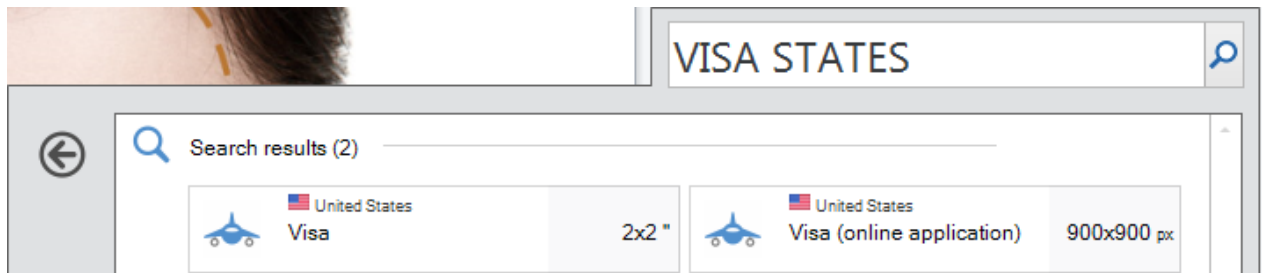 VISA STATES
Search results (2)
United States
Visa
2x2 "
United States
Visa (online application)
900x900 px